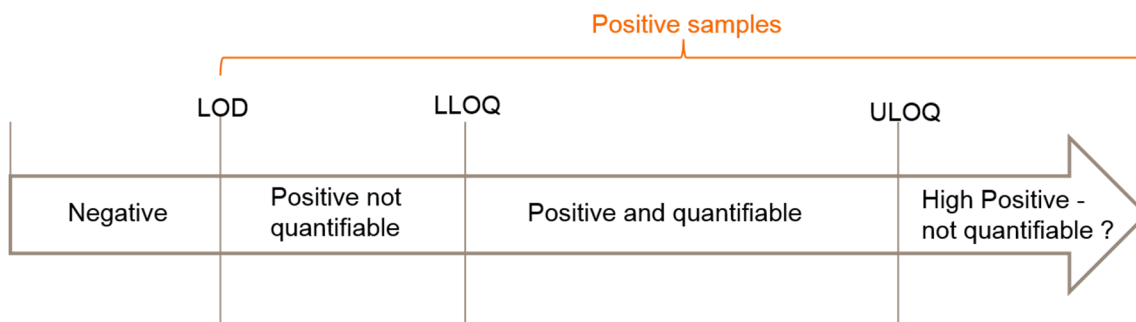 Positive samples
LOD
LLOQ
ULOQ
Negative
Positive not
quantifiable
Positive and quantifiable
High Positive -
not quantifiable ?